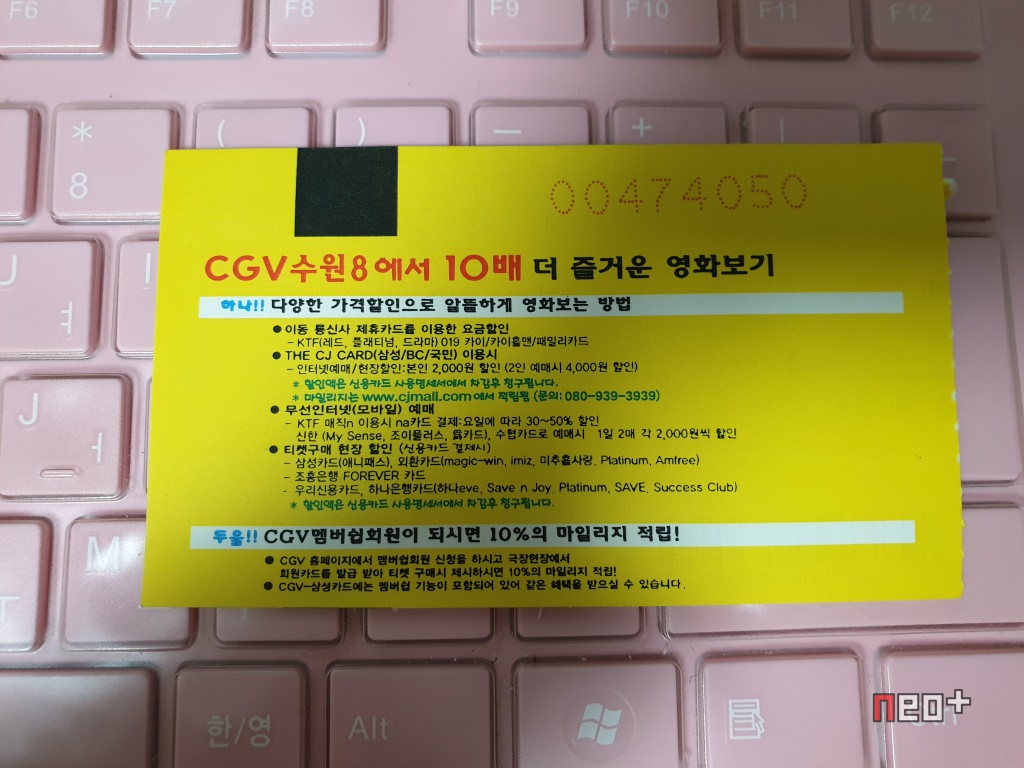 F6 F7 F8 F9 F10 F11 F12
* ( ) — + |
8
00474050
CGV수원8에서 10배 더 즐거운 영화보기
하나!! 다양한 가격할인으로 알뜰하게 영화보는 방법
● 이동 통신사 제휴카드를 이용한 요금할인
- KTF(레드, 플래티넘, 드라마) 019 카이/카이홀맨/패밀리카드
● THE CJ CARD(삼성/BC/국민) 이용시
- 인터넷예매/현장할인:본인 2,000원 할인 (2인 예매시 4,000원 할인)
* 할인액은 신용카드 사용명세서에서 차감후 청구됩니다.
* 마일리지는 www.cjmall.com에서 적립됨 (문의: 080-939-3939)
● 무선인터넷(모바일) 예매
- KTF 매직n 이용시 na카드 결제:요일에 따라 30~50% 할인
신한 (My Sense, 조이플러스, 카드), 수협카드로 예매시 1일 2매 각 2,000원씩 할인
● 티켓구매 현장 할인 (신용카드 결제시)
- 삼성카드(애니패스), 외환카드(magic-win, imiz, 미추홀사랑, Platinum, Amfree)
- 조흥은행 FOREVER 카드
- 우리신용카드, 하나은행카드(하나eve, Save n Joy, Platinum, SAVE, Success Club)
* 할인액은 신용카드 사용명세서에서 차감후 청구됩니다.
두울!! CGV멤버쉽회원이 되시면 10%의 마일리지 적립!
● CGV 홈페이지에서 멤버쉽회원 신청을 하시고 극장현장에서
회원카드를 발급 받아 티켓 구매시 제시하시면 10%의 마일리지 적립!
● CGV-삼성카드에는 멤버쉽 기능이 포함되어 있어 같은 혜택을 받으실 수 있습니다.
U I
ㅕ
J
ㅓ
M
T
한/영 Alt
neo+